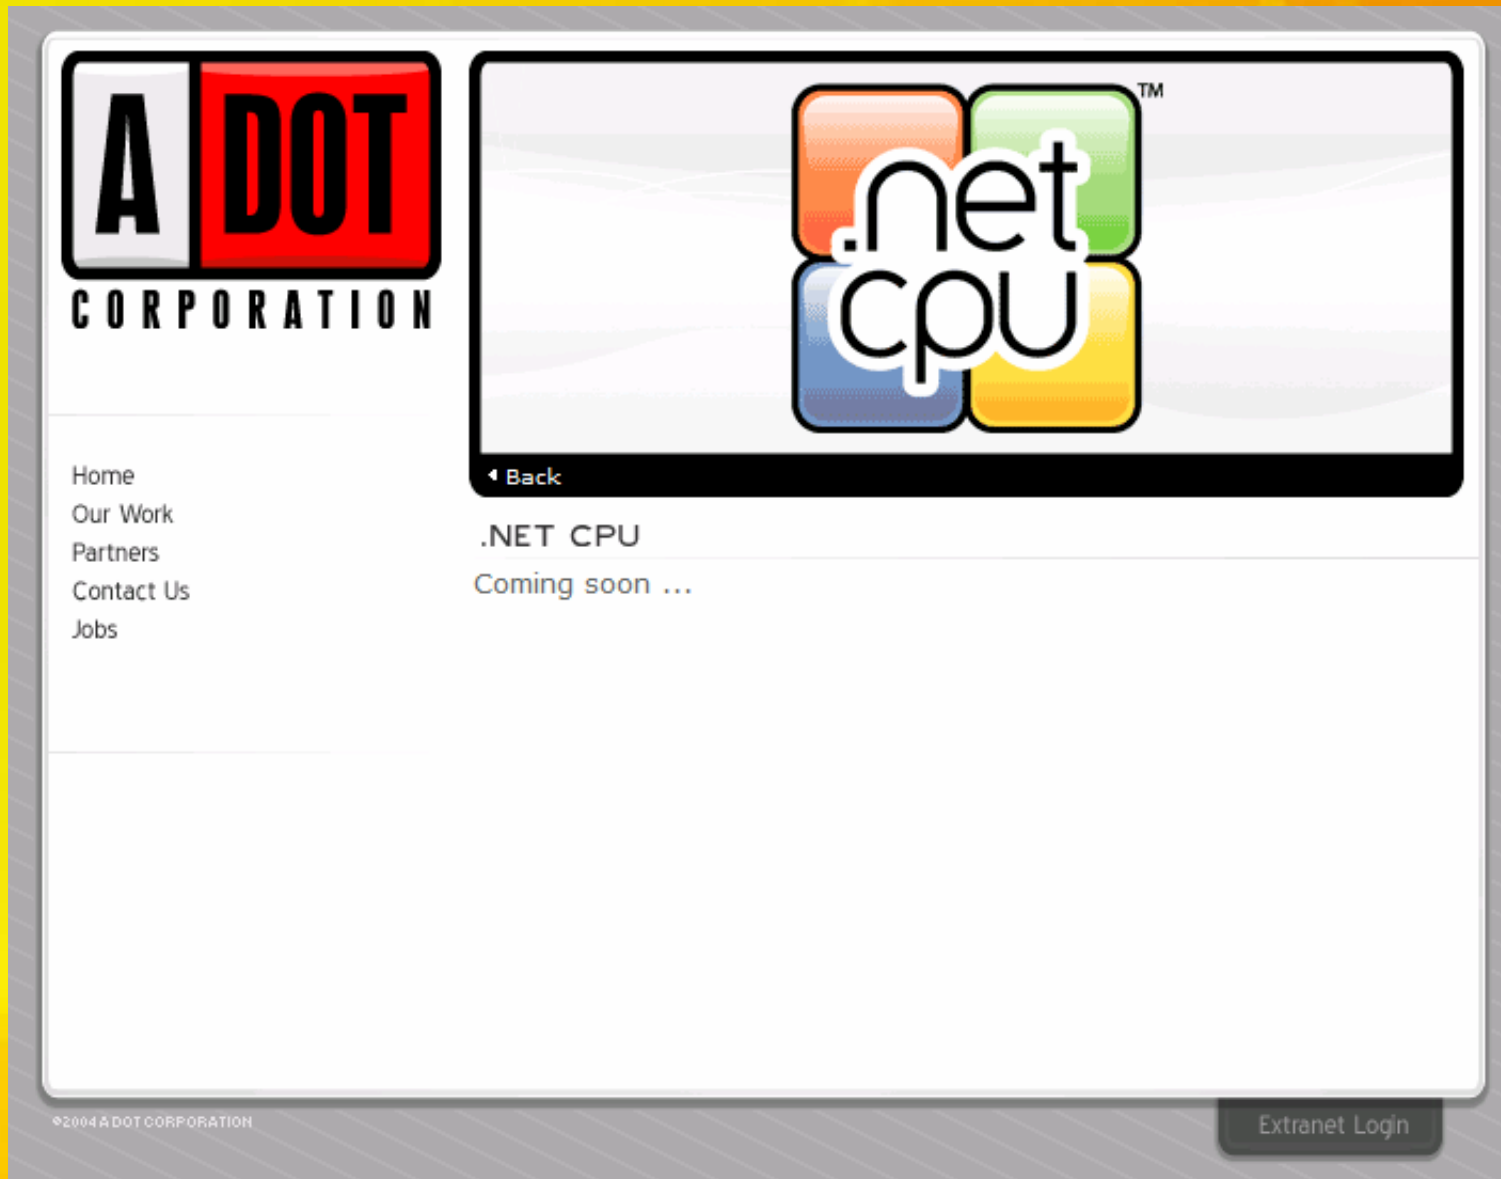 A DOT
CORPORATION
.net
cpu
TM
Back
Home
Our Work
Partners
Contact Us
Jobs
.NET CPU
Coming soon ...
©2004 A DOT CORPORATION
Extranet Login